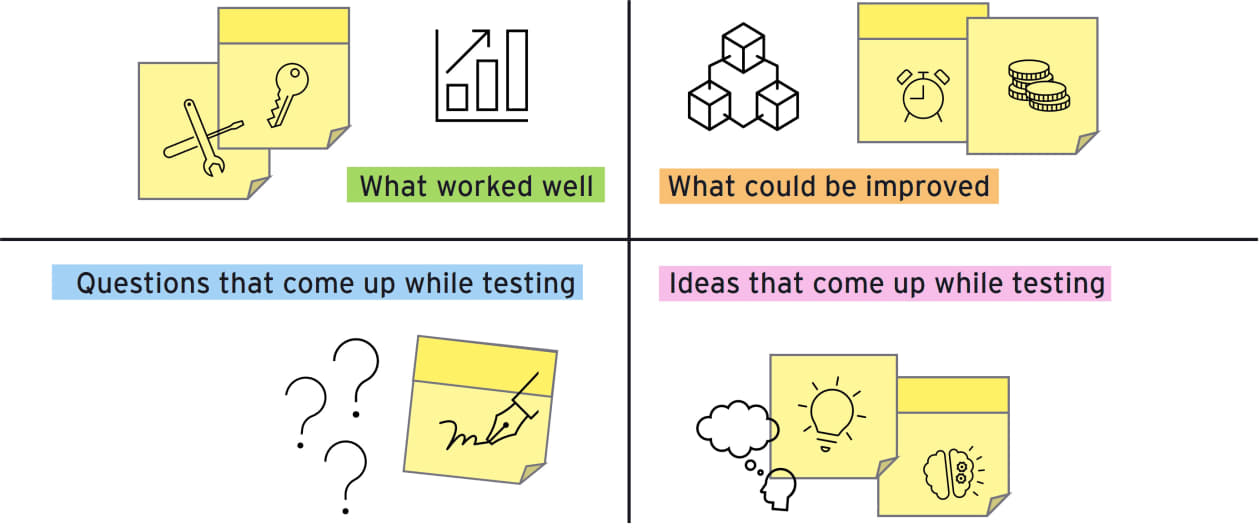 What worked well
What could be improved
Questions that come up while testing
Ideas that come up while testing